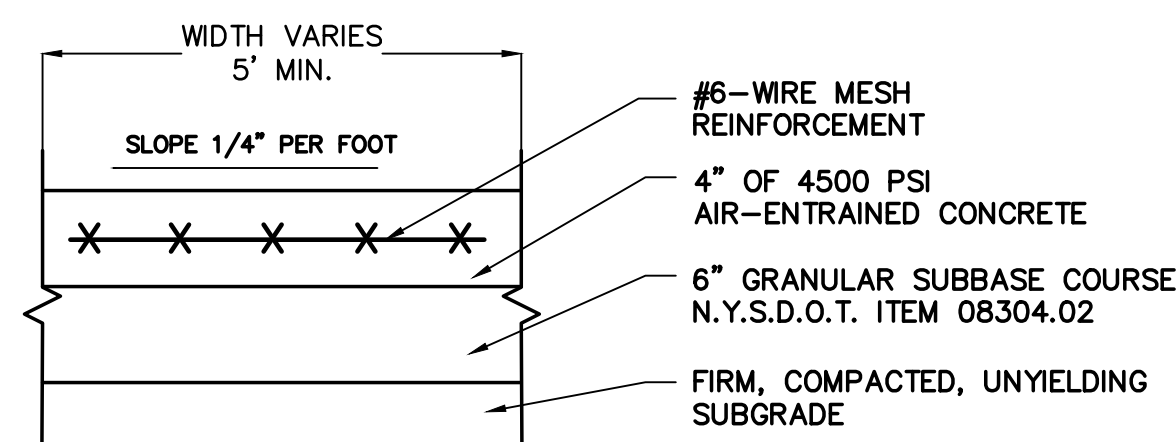 WIDTH VARIES
5' MIN.
SLOPE 1/4" PER FOOT
#6-WIRE MESH
REINFORCEMENT
4" OF 4500 PSI
AIR-ENTRAINED CONCRETE
6" GRANULAR SUBBASE COURSE
N.Y.S.D.O.T. ITEM 08304.02
FIRM, COMPACTED, UNYIELDING
SUBGRADE